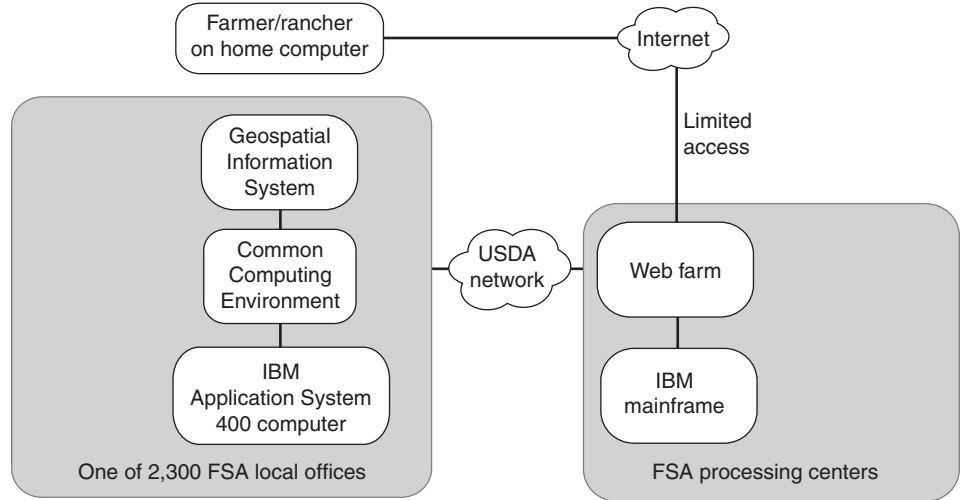 Farmer/rancher
on home computer
Internet
Limited
access
Geospatial
Information
System
Common
Computing
Environment
IBM
Application System
400 computer
One of 2,300 FSA local offices
USDA
network
Web farm
IBM
mainframe
FSA processing centers